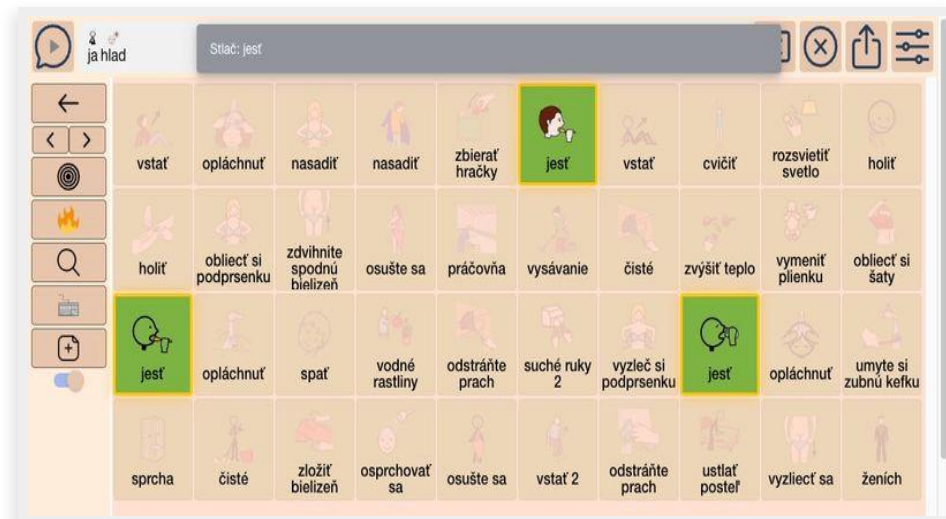 ja hlad
Stlač: jesť
vstať
opláchnuť
nasadiť
nasadiť
zbierať
hračky
jesť
vstať
cvičiť
rozsvietiť
svetlo
holiť
holiť
obliecť si
podprsenku
zdvihnite
spodnú
bielizeň
osušte sa
práčovňa
vysávanie
čisté
zvýšiť teplo
vymeniť
plienku
obliecť si
šaty
jesť
opláchnuť
spať
vodné
rastliny
odstráňte
prach
suché ruky
2
vyzleč si
podprsenku
jesť
opláchnuť
umyte si
zubnú kefku
sprcha
čisté
zložiť
bielizeň
osprchovať
sa
osušte sa
vstať 2
odstráňte
prach
ustlať
posteľ
vyzliecť sa
ženích